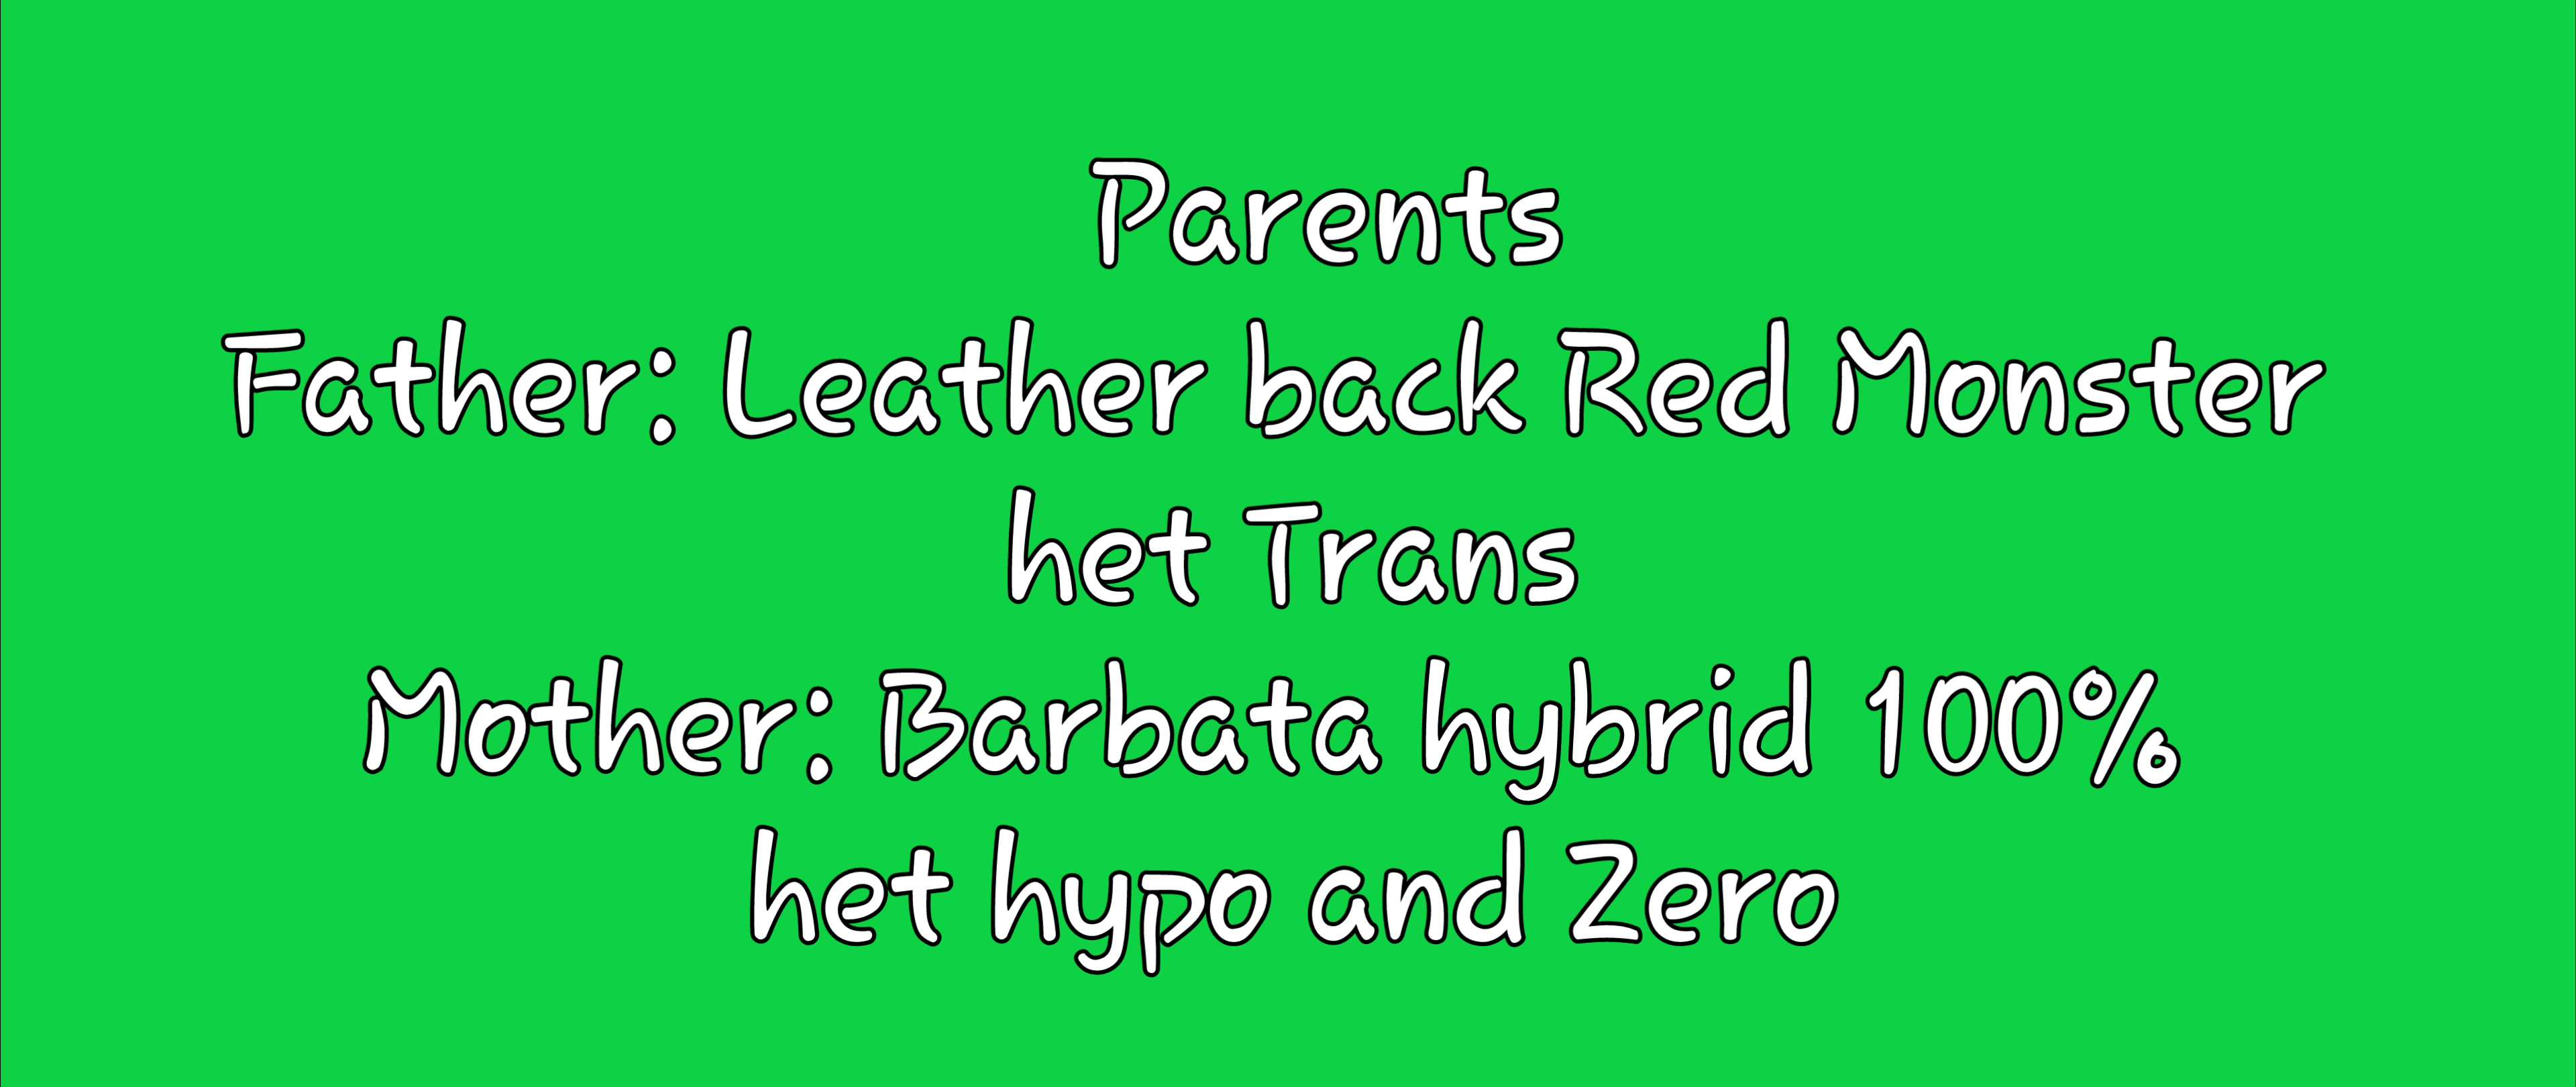 Parents
Father: Leather back Red Monster
het Trans
Mother: Barbata hybrid 100%
het hypo and Zero